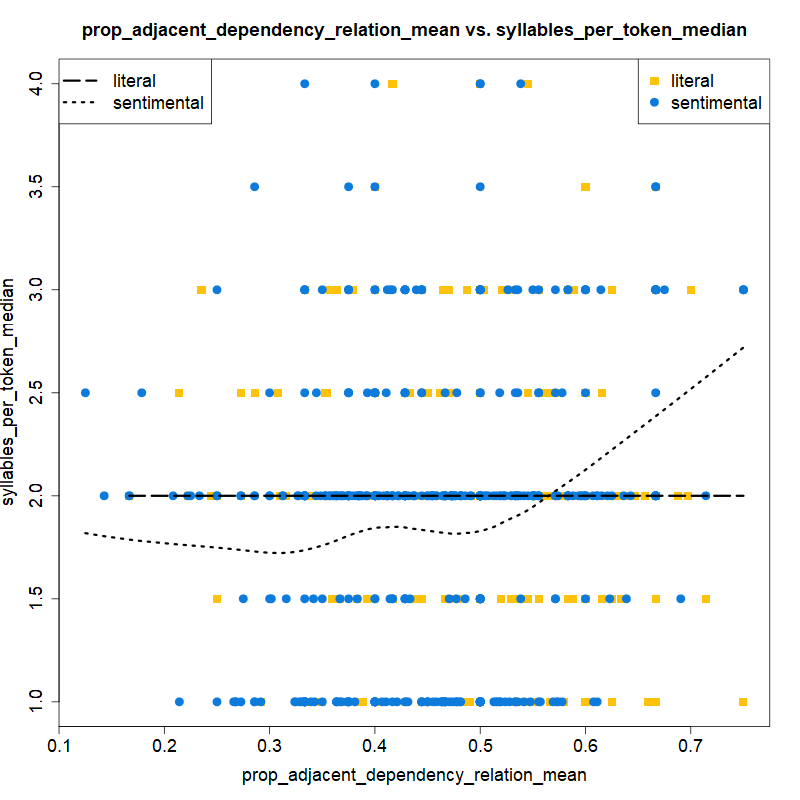 prop_adjacent_dependency_relation_mean vs. syllables_per_token_median
literal
sentimental
literal
sentimental
syllables_per_token_median
4.0
3.5
3.0
2.5
2.0
1.5
1.0
0.1 0.2 0.3 0.4 0.5 0.6 0.7
prop_adjacent_dependency_relation_mean